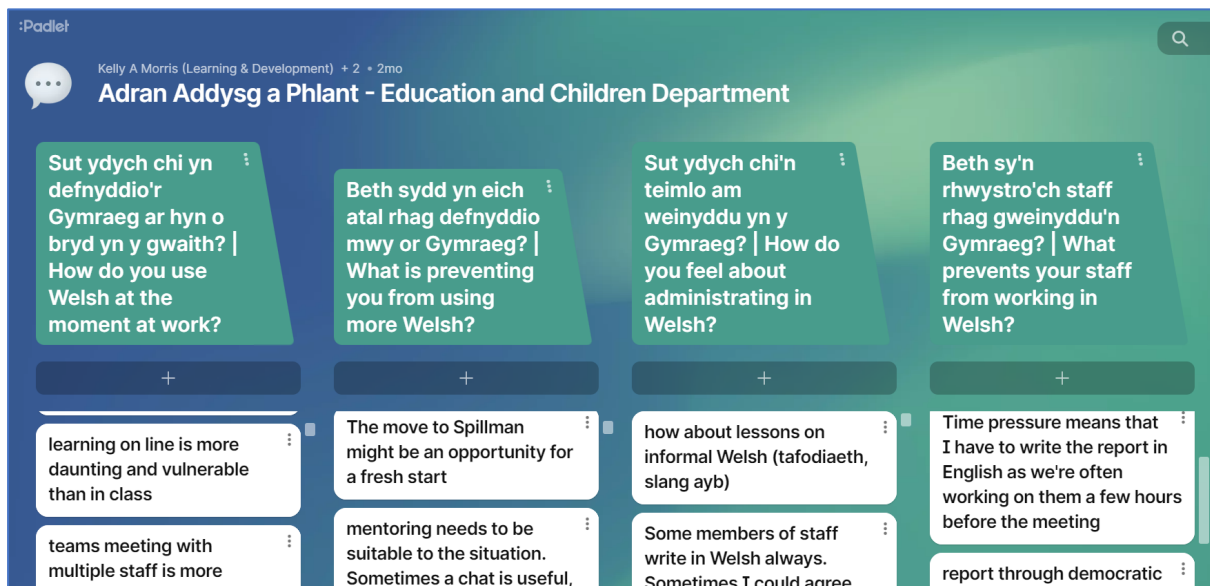 :Padlet
Kelly A Morris (Learning & Development) + 2 • 2mo
Adran Addysg a Phlant - Education and Children Department
Sut ydych chi yn
defnyddio'r
Gymraeg ar hyn o
bryd yn y gwaith? |
How do you use
Welsh at the
moment at work?
learning on line is more
daunting and vulnerable
than in class
teams meeting with
multiple staff is more
Beth sydd yn eich
atal rhag defnyddio
mwy or Gymraeg? |
What is preventing
you from using
more Welsh?
The move to Spillman
might be an opportunity for
a fresh start
mentoring needs to be
suitable to the situation.
Sometimes a chat is useful,
Sut ydych chi'n
teimlo am
weinyddu yn y
Gymraeg? | How do
you feel about
administrating in
Welsh?
how about lessons on
informal Welsh (tafodiaeth,
slang ayb)
Some members of staff
write in Welsh always.
Sometimes I could agree
Beth sy'n
rhwystro'ch staff
rhag gweinyddu'n
Gymraeg? | What
prevents your staff
from working in
Welsh?
Time pressure means that
I have to write the report in
English as we're often
working on them a few hours
before the meeting
report through democratic